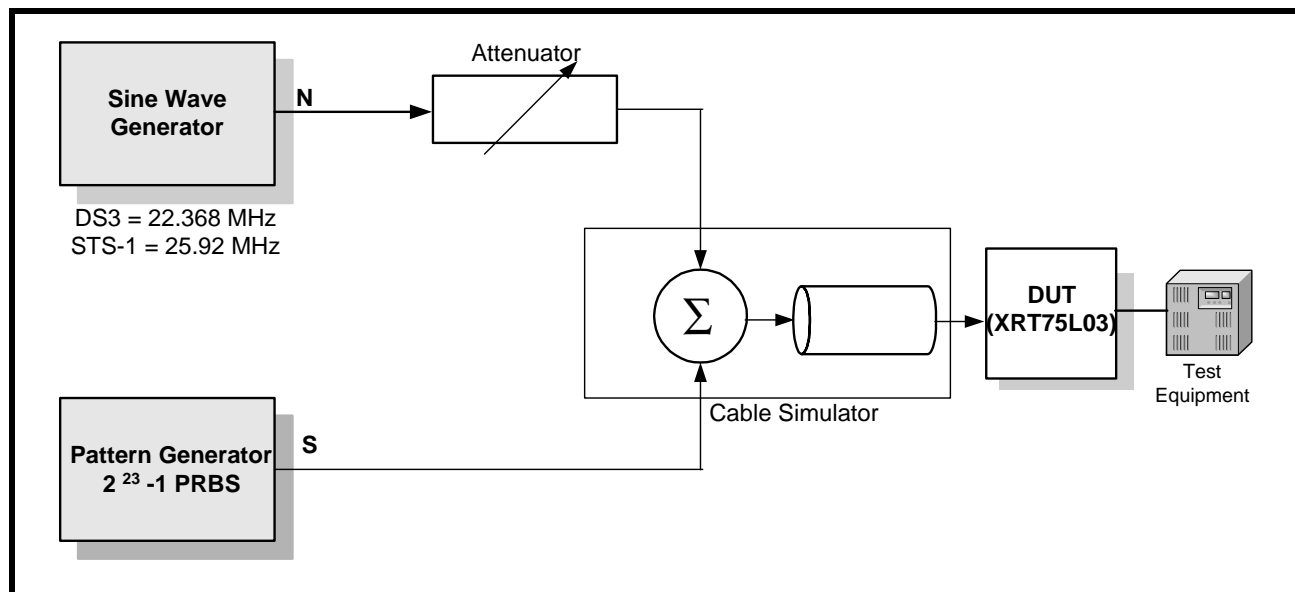 Attenuator
Sine Wave
Generator
N
DS3 = 22.368 MHz
STS-1 = 25.92 MHz
Σ
DUT
(XRT75L03)
Test
Equipment
Cable Simulator
Pattern Generator
2 ²³ -1 PRBS
S